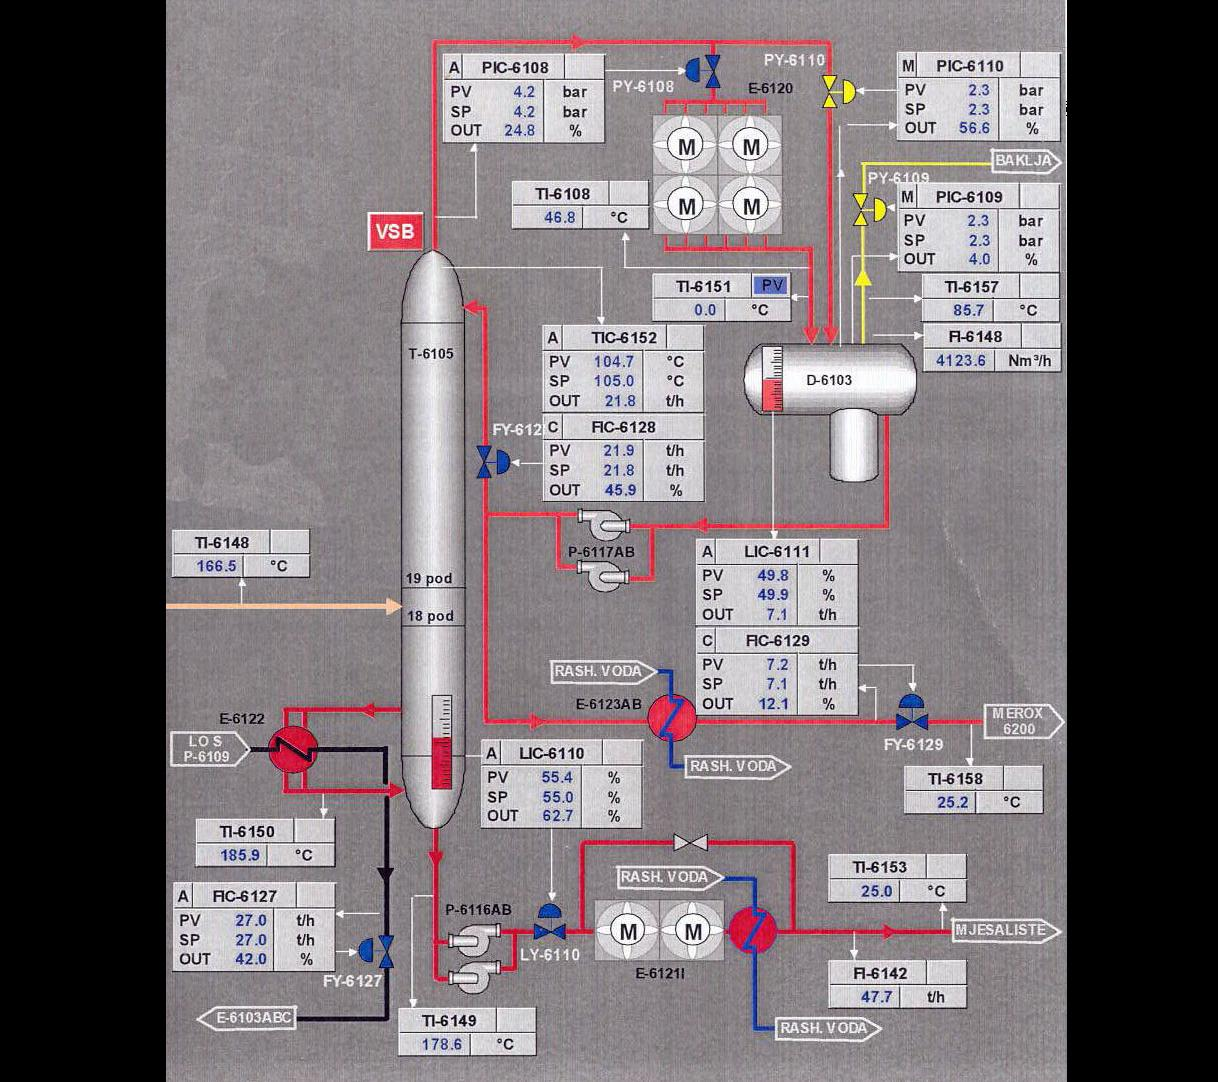 A PIC-6108
PV 4.2 bar
SP 4.2 bar
OUT 24.8 %
PY-6108
E-6120
M M
M M
PY-6110
M PIC-6110
PV 2.3 bar
SP 2.3 bar
OUT 56.6 %
BAKLJA
PY-6109
M PIC-6109
PV 2.3 bar
SP 2.3 bar
OUT 4.0 %
TI-6108
46.8 °C
VSB
TI-6151 PV
0.0 °C
TI-6157
85.7 °C
FI-6148
4123.6 Nm³/h
A TIC-6152
PV 104.7 °C
SP 105.0 °C
OUT 21.8 t/h
T-6105
D-6103
FY-612
C FIC-6128
PV 21.9 t/h
SP 21.8 t/h
OUT 45.9 %
P-6117AB
TI-6148
166.5 °C
19 pod
18 pod
A LIC-6111
PV 49.8 %
SP 49.9 %
OUT 7.1 t/h
C FIC-6129
PV 7.2 t/h
SP 7.1 t/h
OUT 12.1 %
RASH. VODA
E-6123AB
RASH. VODA
FY-6129
MEROX
6200
TI-6158
25.2 °C
E-6122
LO S
P-6109
A LIC-6110
PV 55.4 %
SP 55.0 %
OUT 62.7 %
TI-6150
185.9 °C
A FIC-6127
PV 27.0 t/h
SP 27.0 t/h
OUT 42.0 %
FY-6127
E-6103ABC
P-6116AB
LY-6110
RASH. VODA
M M
E-6121I
TI-6153
25.0 °C
MJESALISTE
FI-6142
47.7 t/h
RASH. VODA
TI-6149
178.6 °C